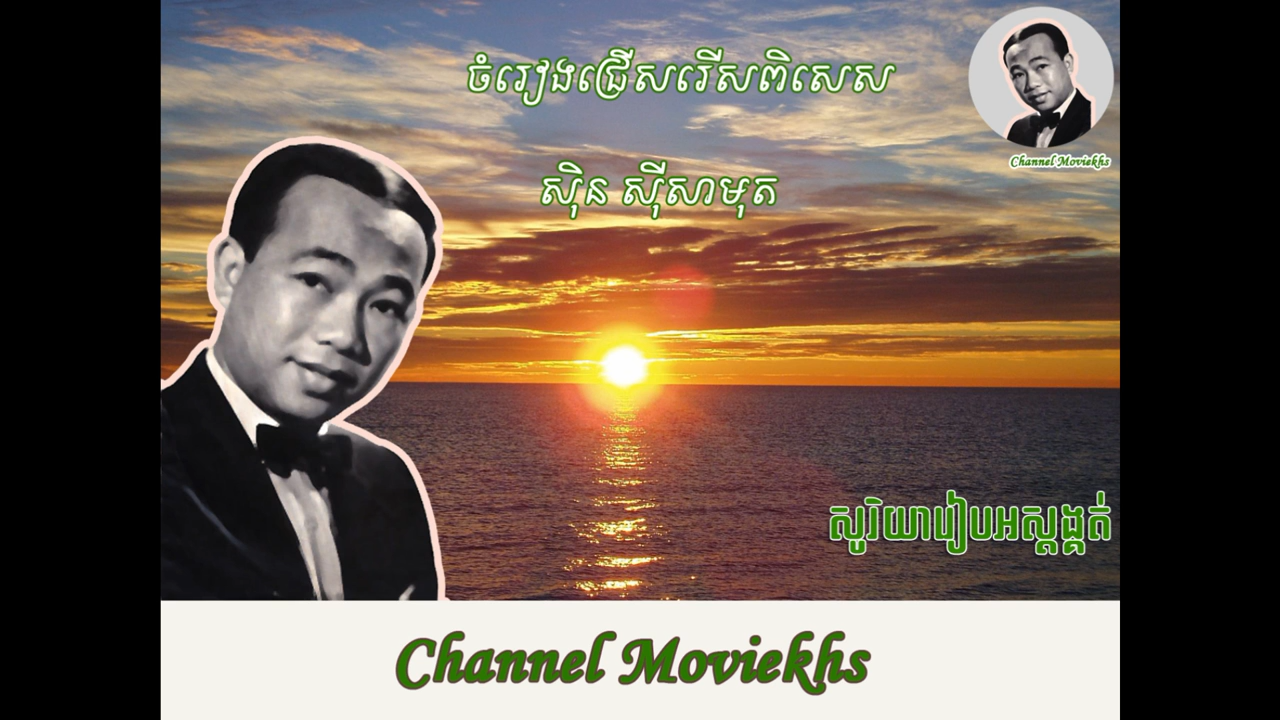 ចំរៀងជ្រើសរើសពិសេស
Channel Moviekhs
ស៊ិន ស៊ីសាមុត
សូរិយារៀបអស្តង្គត់
Channel Moviekhs